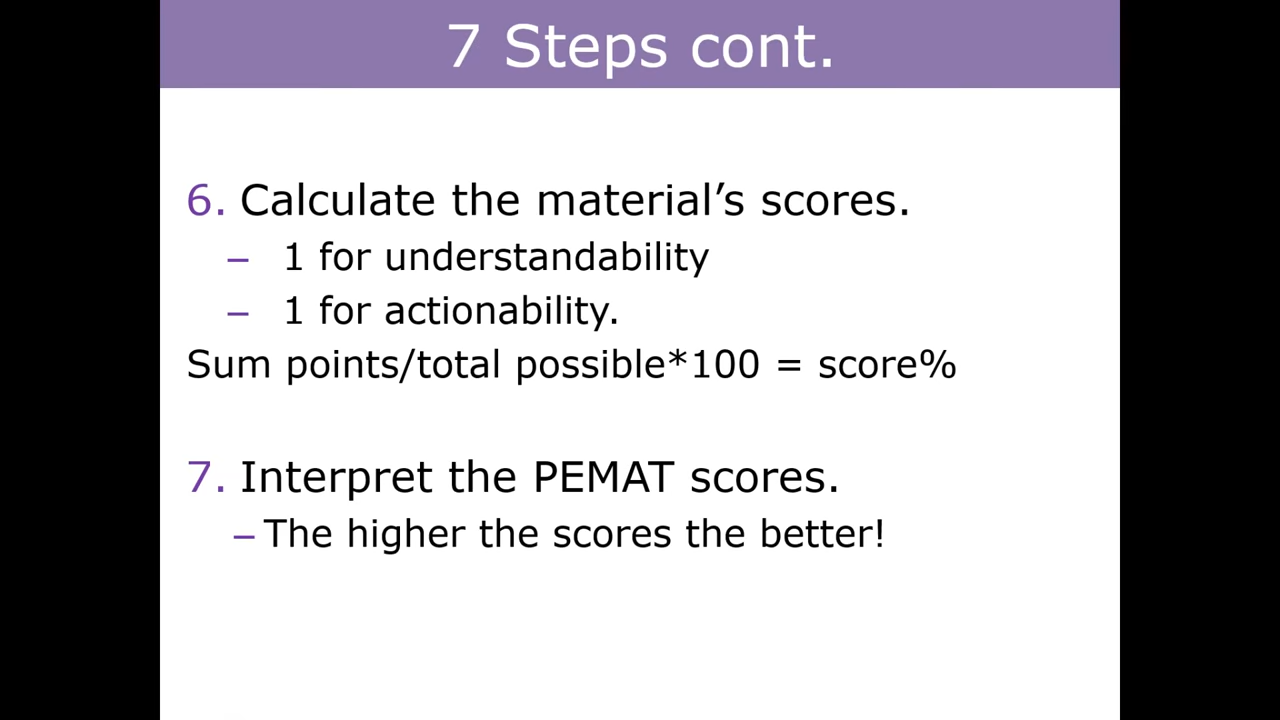 7 Steps cont.
6. Calculate the material’s scores.
– 1 for understandability
– 1 for actionability.
Sum points/total possible*100 = score%
7. Interpret the PEMAT scores.
– The higher the scores the better!